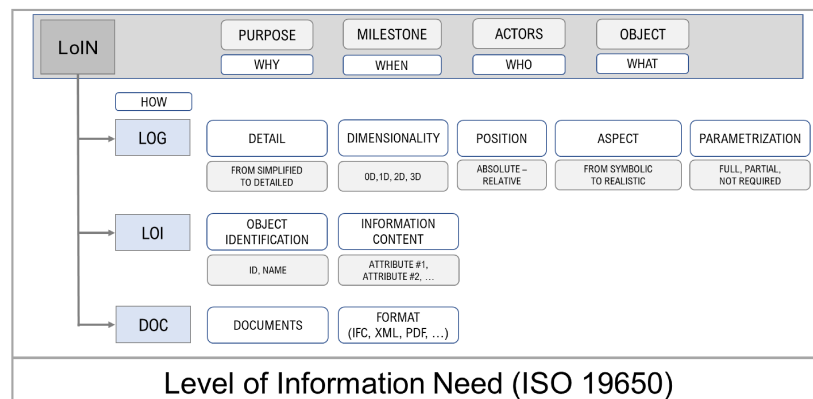 LoIN
PURPOSE
MILESTONE
ACTORS
OBJECT
WHY
WHEN
WHO
WHAT
HOW
LOG
DETAIL
DIMENSIONALITY
POSITION
ASPECT
PARAMETRIZATION
FROM SIMPLIFIED
TO DETAILED
0D,1D, 2D, 3D
ABSOLUTE –
RELATIVE
FROM SYMBOLIC
TO REALISTIC
FULL, PARTIAL,
NOT REQUIRED
LOI
OBJECT
IDENTIFICATION
INFORMATION
CONTENT
ID, NAME
ATTRIBUTE #1,
ATTRIBUTE #2, …
DOC
DOCUMENTS
FORMAT
(IFC, XML, PDF, …)
Level of Information Need (ISO 19650)